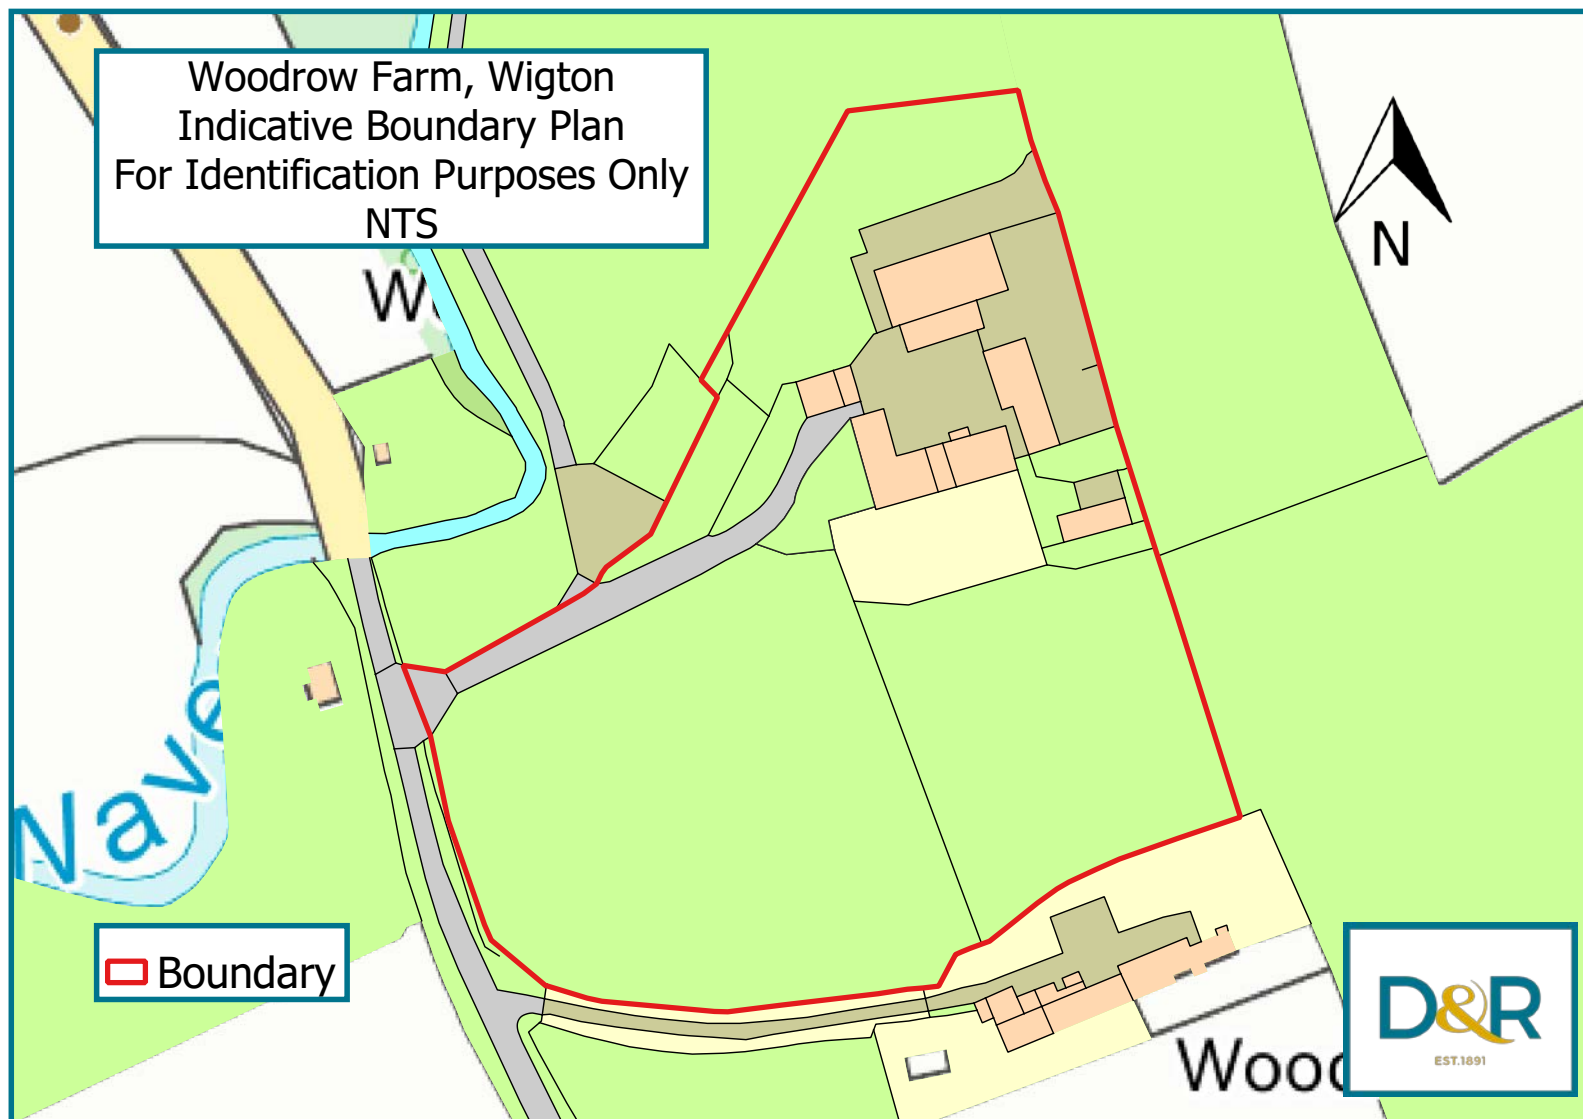 Woodrow Farm, Wigton
Indicative Boundary Plan
For Identification Purposes Only
NTS
N
Boundary
D&R
EST.1891